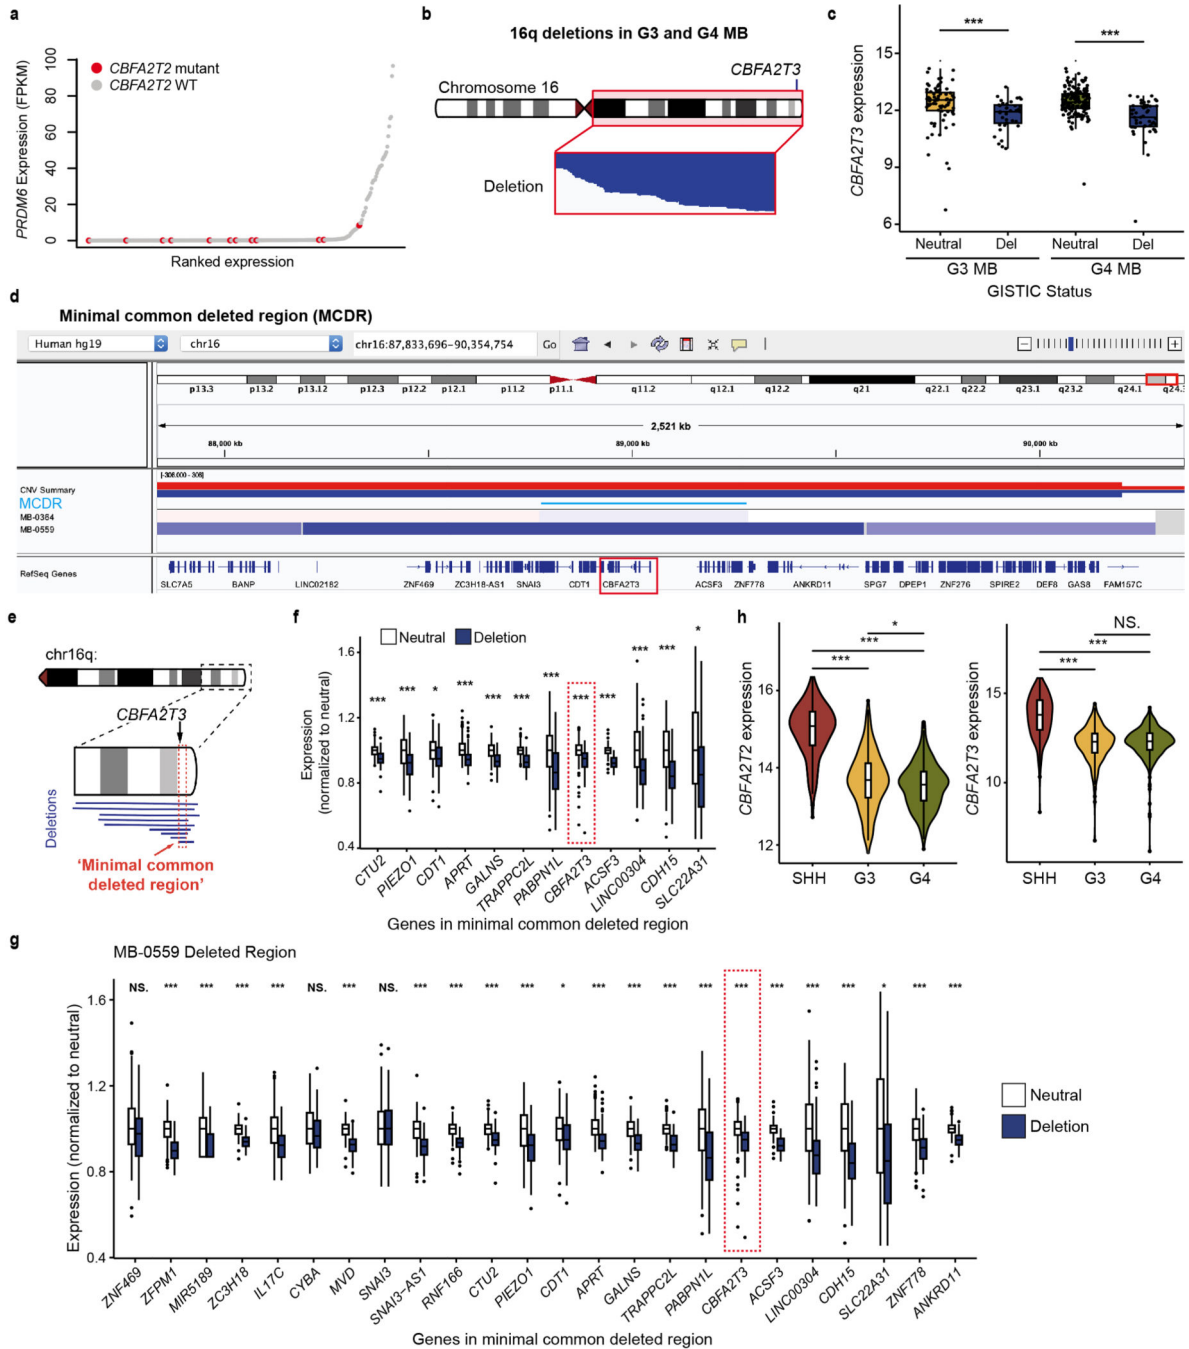 a
PRDM6 Expression (FPKM)
100
80
60
40
20
0
CBFA2T2 mutant
CBFA2T2 WT
Ranked expression
b
16q deletions in G3 and G4 MB
CBFA2T3
Chromosome 16
Deletion
c
CBFA2T3 expression
15
12
9
6
***
***
Neutral Del Neutral Del
G3 MB G4 MB
GISTIC Status
d
Minimal common deleted region (MCDR)
Human hg19 chr16 chr16:87,833,696-90,354,754 Go
p13.3 p13.2 p13.12 p12.3 p12.2 p12.1 p11.2 p11.1 q11.2 q12.1 q12.2 q21 q22.1 q22.2 q22.3 q23.2 q24.1 q24.3
2,521 kb
88,000 kb 89,000 kb 90,000 kb
CNV Summary
MCDR
MB-0364
MB-0559
RefSeq Genes
SLC7A5 BANP LINC02182 ZNF469 ZC3H18-AS1 SNAI3 CDT1 CBFA2T3 ACSF3 ZNF778 ANKRD11 SPG7 DPEP1 ZNF276 SPIRE2 DEF8 GAS8 FAM157C
e
chr16q:
CBFA2T3
Deletions
'Minimal common
deleted region'
f
Neutral Deletion
Expression
(normalized to neutral)
1.6
1.2
0.8
0.4
*** *** * *** *** *** *** *** *** *** *** *
CTU2 PIEZO1 CDT1 APRT GALNS TRAPPC2L PABPN1L CBFA2T3 ACSF3 LINC00304 CDH15 SLC22A31
Genes in minimal common deleted region
h
CBFA2T2 expression
16
14
12
*
***
***
SHH G3 G4
CBFA2T3 expression
15
10
NS.
***
***
SHH G3 G4
g
MB-0559 Deleted Region
Expression (normalized to neutral)
1.6
1.2
0.8
0.4
NS. *** *** *** *** NS. *** NS. *** *** *** *** * *** *** *** *** *** *** *** *** * *** ***
ZNF469 ZFPM1 MIR5189 ZC3H18 IL17C CYBA MVD SNAI3 SNAI3-AS1 RNF166 CTU2 PIEZO1 CDT1 APRT GALNS TRAPPC2L PABPN1L CBFA2T3 ACSF3 LINC00304 CDH15 SLC22A31 ZNF778 ANKRD11
Neutral
Deletion
Genes in minimal common deleted region